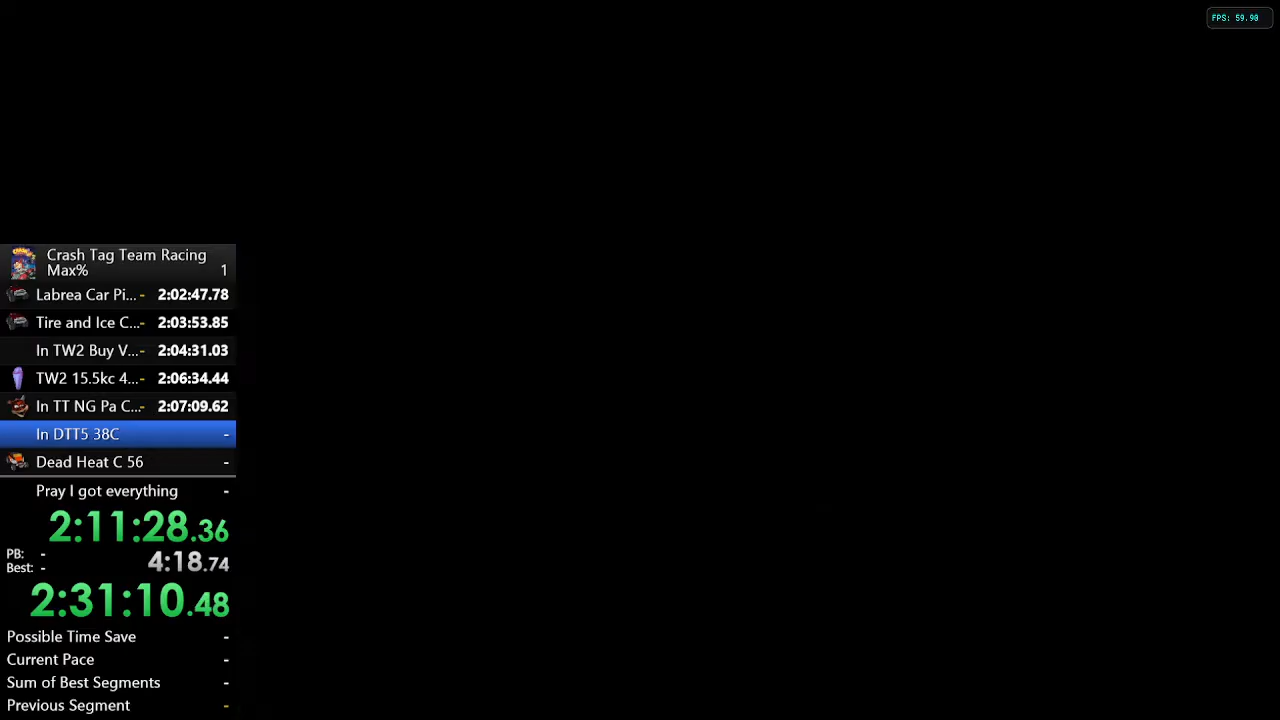 FPS: 59.90
Crash Tag Team Racing
Max% 1
Labrea Car Pi... - 2:02:47.78
Tire and Ice C... - 2:03:53.85
In TW2 Buy V... - 2:04:31.03
TW2 15.5kc 4... - 2:06:34.44
In TT NG Pa C... - 2:07:09.62
In DTT5 38C -
Dead Heat C 56 -
Pray I got everything -
2:11:28.36
PB: - 4:18.74
Best: -
2:31:10.48
Possible Time Save -
Current Pace -
Sum of Best Segments -
Previous Segment -